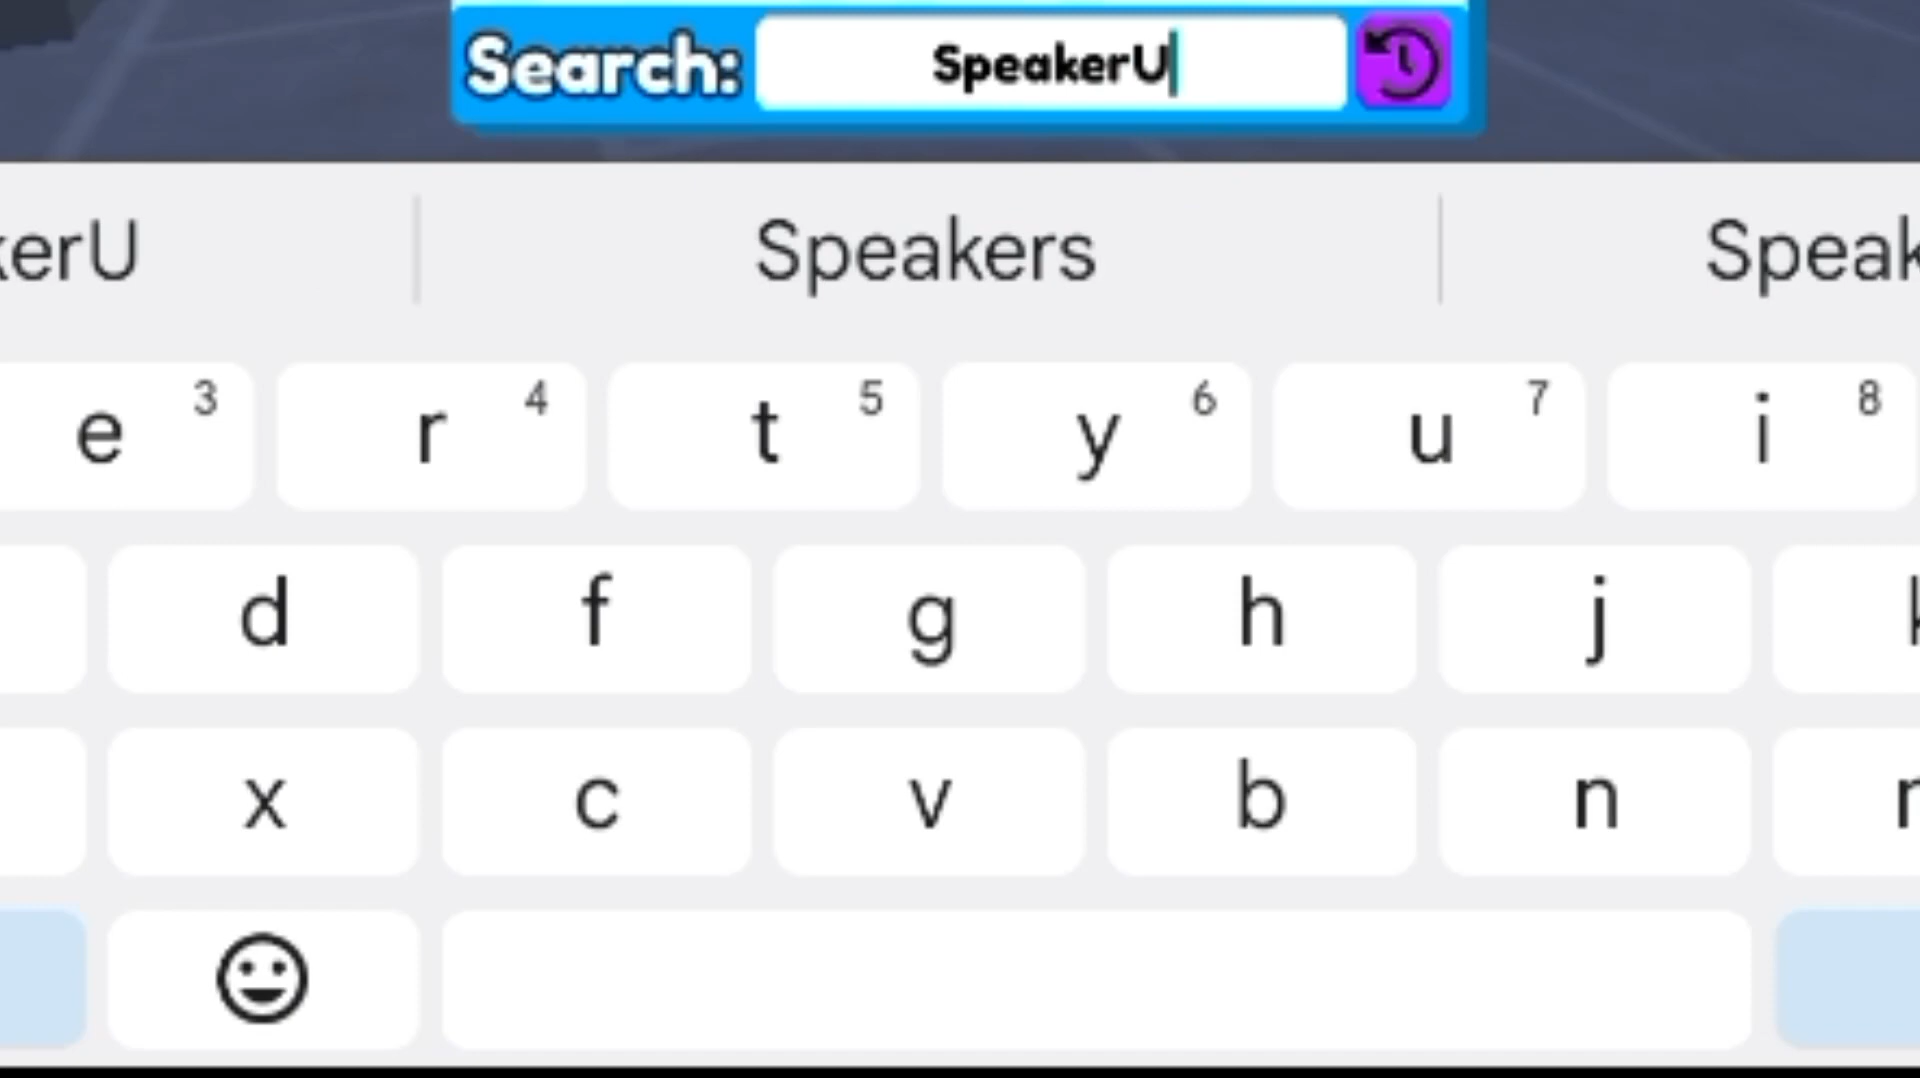 Search: SpeakerU
kerU Speakers Speak
e 3 r 4 t 5 y 6 u 7 i 8
d f g h j k
x c v b n